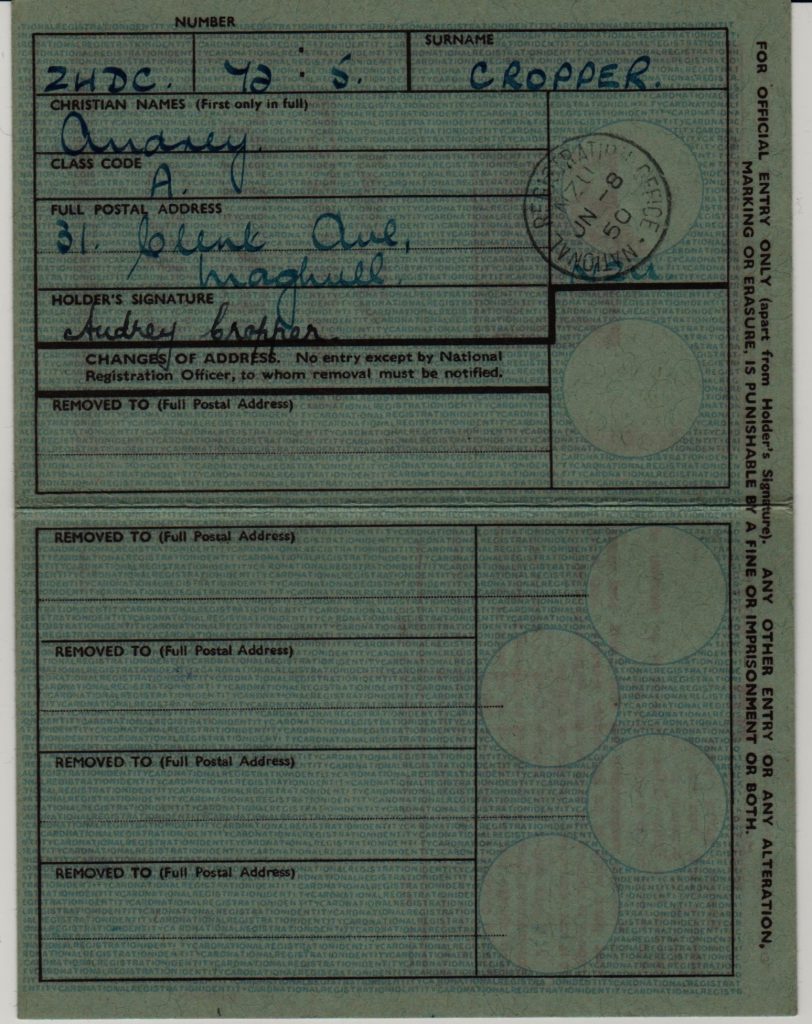 NUMBER
ZHDC. 42 : 5.
SURNAME
CROPPER.
CHRISTIAN NAMES (First only in full)
Audrey.
CLASS CODE
A.
FULL POSTAL ADDRESS
31. Clent Ave,
Maghull.
NATIONAL REGISTRATION OFFICE
JN -8
50
HOLDER'S SIGNATURE
Audrey Cropper.
CHANGES OF ADDRESS. No entry except by National
Registration Officer, to whom removal must be notified.
REMOVED TO (Full Postal Address)
REMOVED TO (Full Postal Address)
REMOVED TO (Full Postal Address)
REMOVED TO (Full Postal Address)
REMOVED TO (Full Postal Address)
FOR OFFICIAL ENTRY ONLY (apart from Holder's Signature). ANY OTHER ENTRY OR ANY ALTERATION,
MARKING OR ERASURE, IS PUNISHABLE BY A FINE OR IMPRISONMENT OR BOTH.